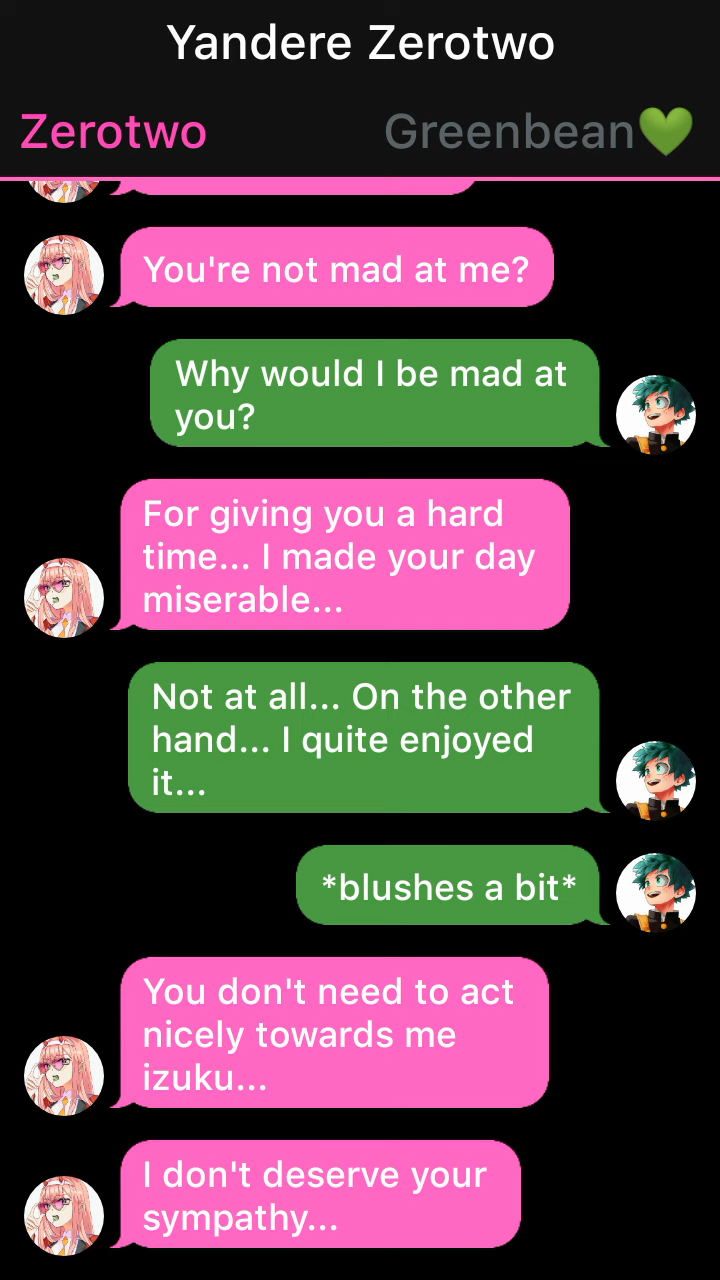 Yandere Zerotwo
Zerotwo
Greenbean💚
You're not mad at me?
Why would I be mad at
you?
For giving you a hard
time... I made your day
miserable...
Not at all... On the other
hand... I quite enjoyed
it...
*blushes a bit*
You don't need to act
nicely towards me
izuku...
I don't deserve your
sympathy...